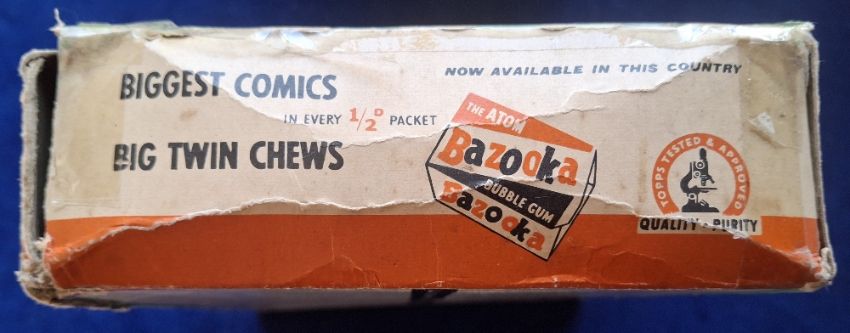 BIGGEST COMICS
IN EVERY 1/2D PACKET
BIG TWIN CHEWS
NOW AVAILABLE IN THIS COUNTRY
THE ATOM
Bazooka
BUBBLE GUM
Bazooka
TOPPS TESTED & APPROVED
QUALITY - PURITY